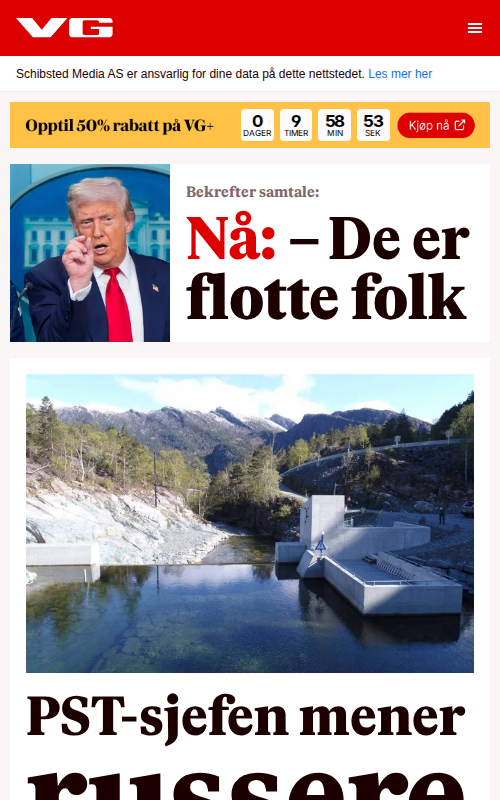 VG
Schibsted Media AS er ansvarlig for dine data på dette nettstedet. Les mer her
Opptil 50% rabatt på VG+
0 9 58 53
DAGER TIMER MIN SEK
Kjøp nå
Bekrefter samtale:
Nå: – De er
flotte folk
PST-sjefen mener
russere